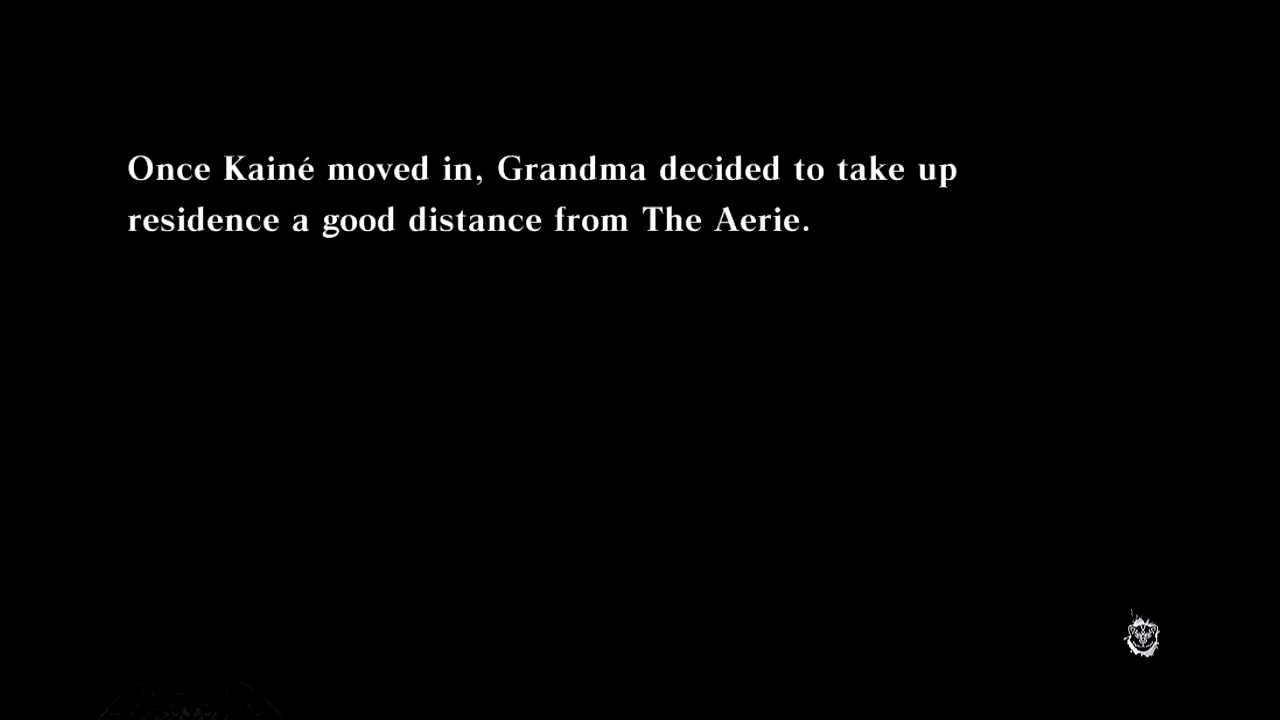 Once Kainé moved in, Grandma decided to take up
residence a good distance from The Aerie.